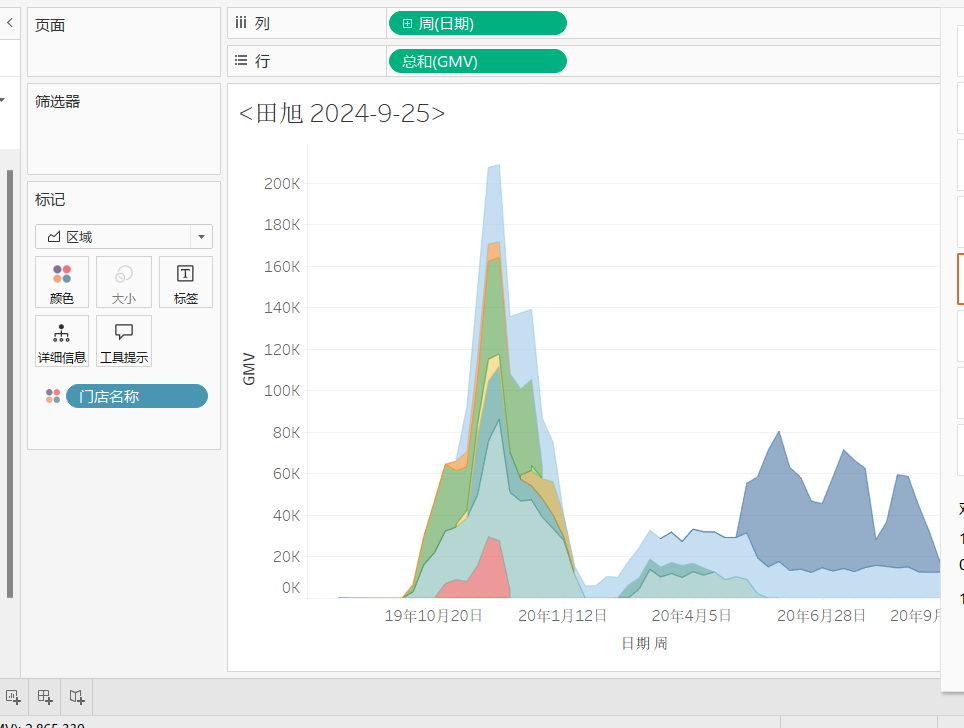 页面
iii 列
周(日期)
行
总和(GMV)
筛选器
<田旭 2024-9-25>
标记
区域
颜色
大小
标签
详细信息
工具提示
门店名称
GMV
200K
180K
160K
140K
120K
100K
80K
60K
40K
20K
0K
19年10月20日
20年1月12日
20年4月5日
20年6月28日
20年9月
日期 周